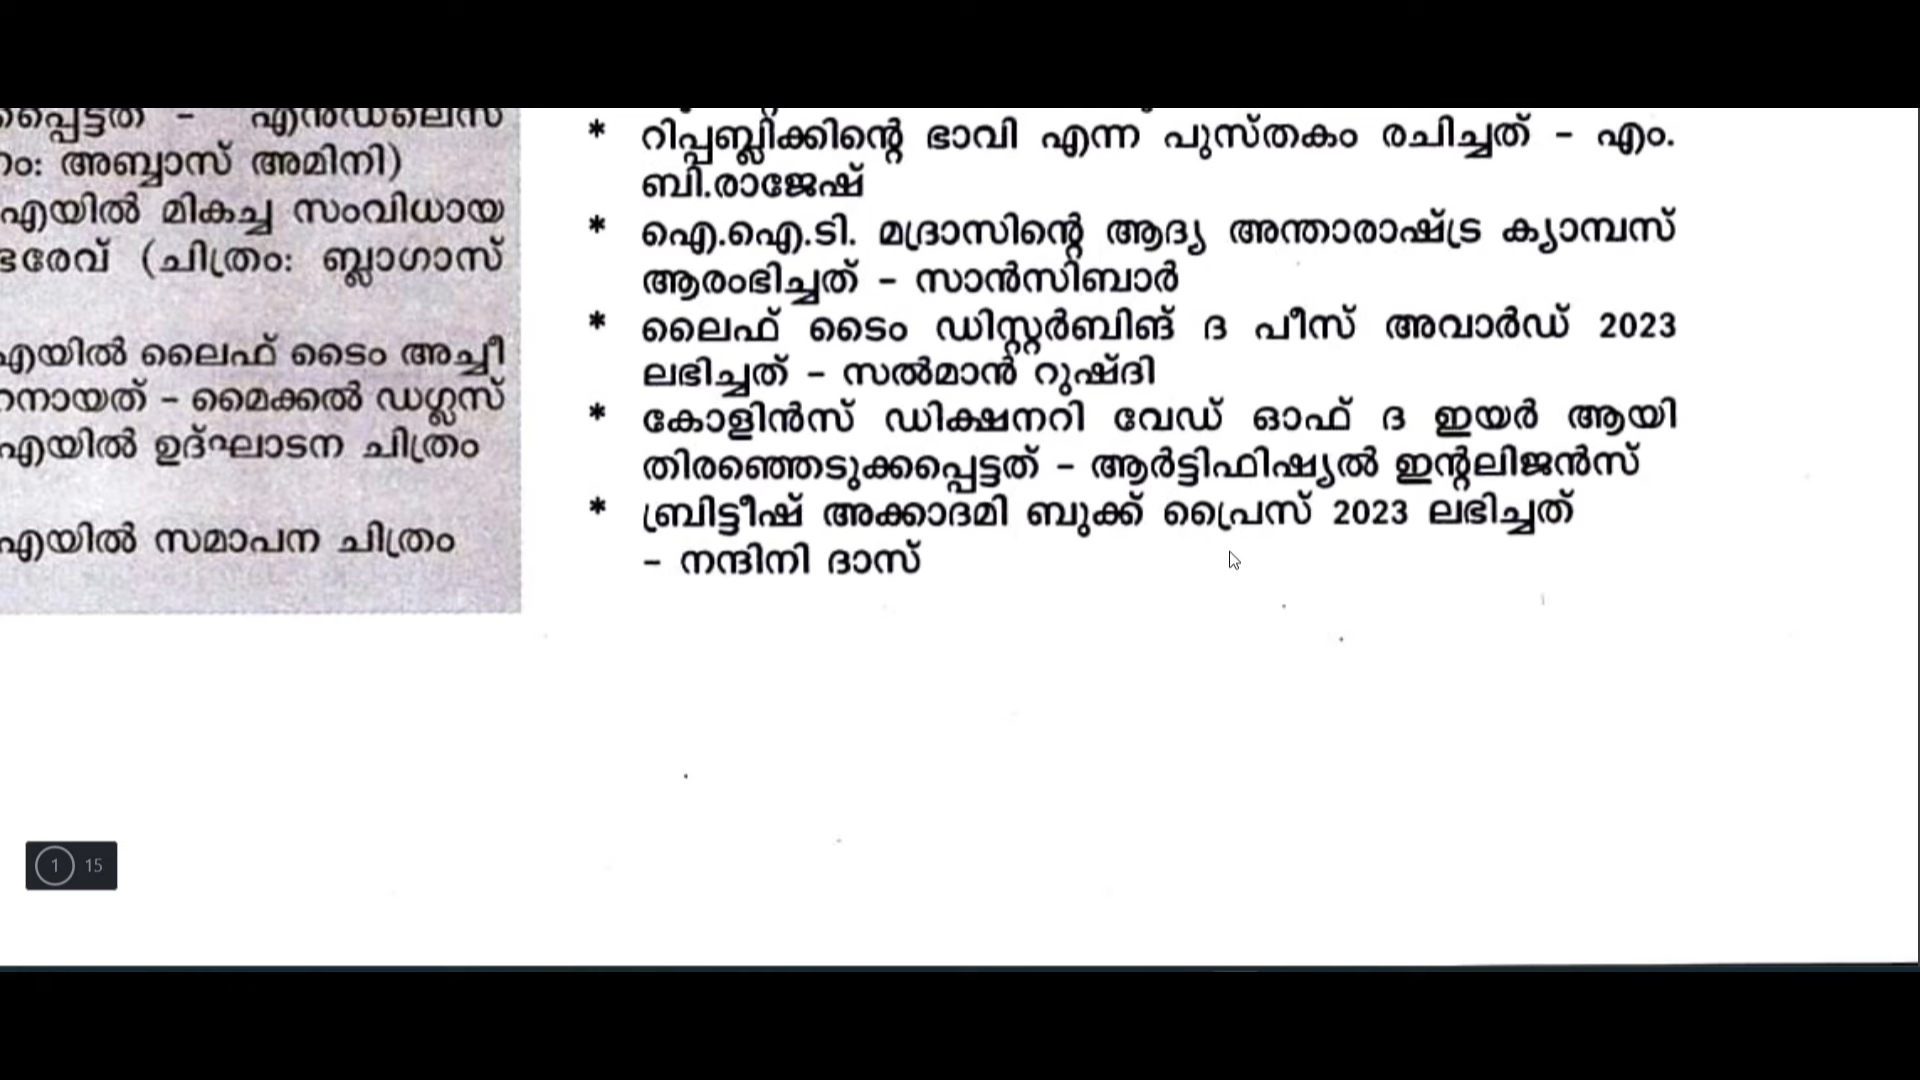 എൻഡ്‌ലെസ്
അബ്ബാസ് അമിനി)
എയിൽ മികച്ച സംവിധായ
(ചിത്രം: ബ്ലാഗാസ്
എയിൽ ലൈഫ് ടൈം അച്ചീ
മൈക്കൽ ഡഗ്ലസ്
എയിൽ ഉദ്ഘാടന ചിത്രം
എയിൽ സമാപന ചിത്രം
* റിപ്പബ്ലിക്കിന്റെ ഭാവി എന്ന പുസ്തകം രചിച്ചത് - എം.
ബി.രാജേഷ്
* ഐ.ഐ.ടി. മദ്രാസിന്റെ ആദ്യ അന്താരാഷ്ട്ര ക്യാമ്പസ്
ആരംഭിച്ചത് - സാൻസിബാർ
* ലൈഫ് ടൈം ഡിസ്റ്റർബിങ് ദ പീസ് അവാർഡ് 2023
ലഭിച്ചത് - സൽമാൻ റുഷ്ദി
* കോളിൻസ് ഡിക്ഷനറി വേഡ് ഓഫ് ദ ഇയർ ആയി
തിരഞ്ഞെടുക്കപ്പെട്ടത് - ആർട്ടിഫിഷ്യൽ ഇന്റലിജൻസ്
* ബ്രിട്ടീഷ് അക്കാദമി ബുക്ക് പ്രൈസ് 2023 ലഭിച്ചത്
- നന്ദിനി ദാസ്
1 15